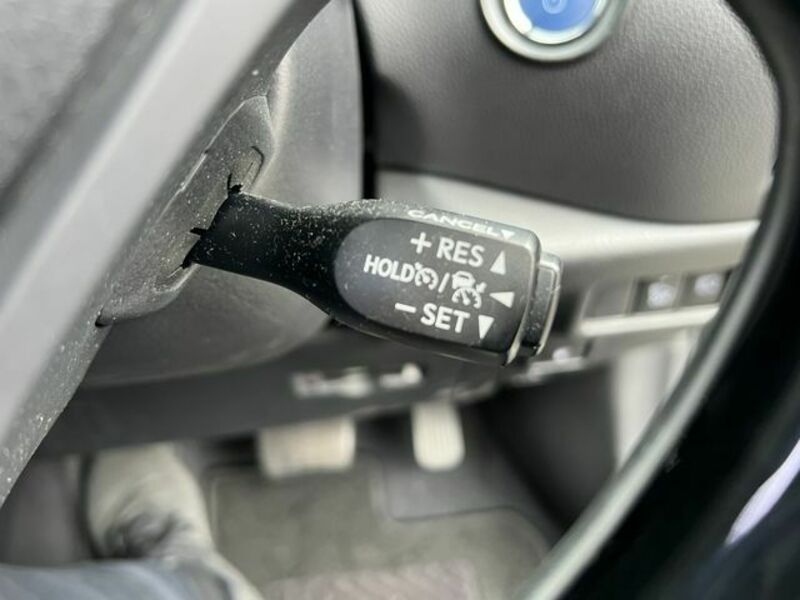 CANCEL
+ RES
HOLD /
− SET